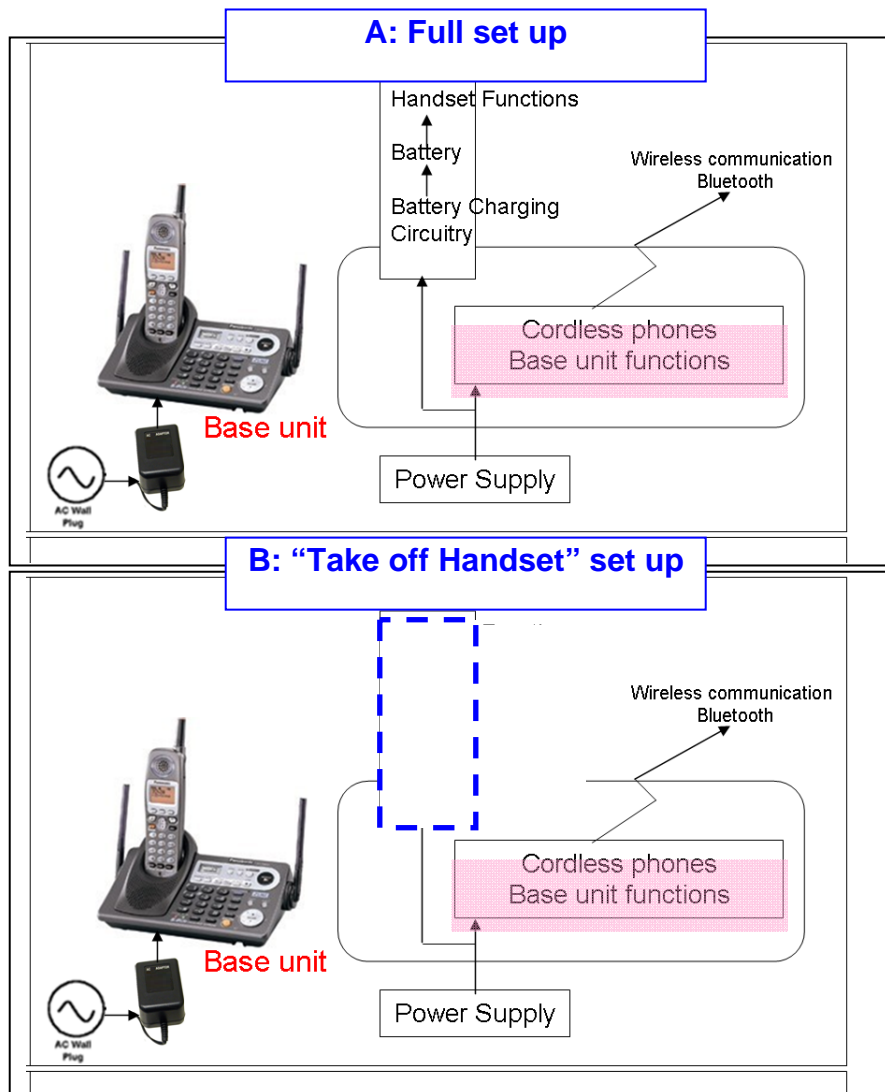 A: Full set up
Handset Functions
Battery
Battery Charging
Circuitry
Wireless communication
Bluetooth
Cordless phones
Base unit functions
Base unit
Power Supply
AC Wall
Plug
B: “Take off Handset” set up
Wireless communication
Bluetooth
Cordless phones
Base unit functions
Base unit
Power Supply
AC Wall
Plug